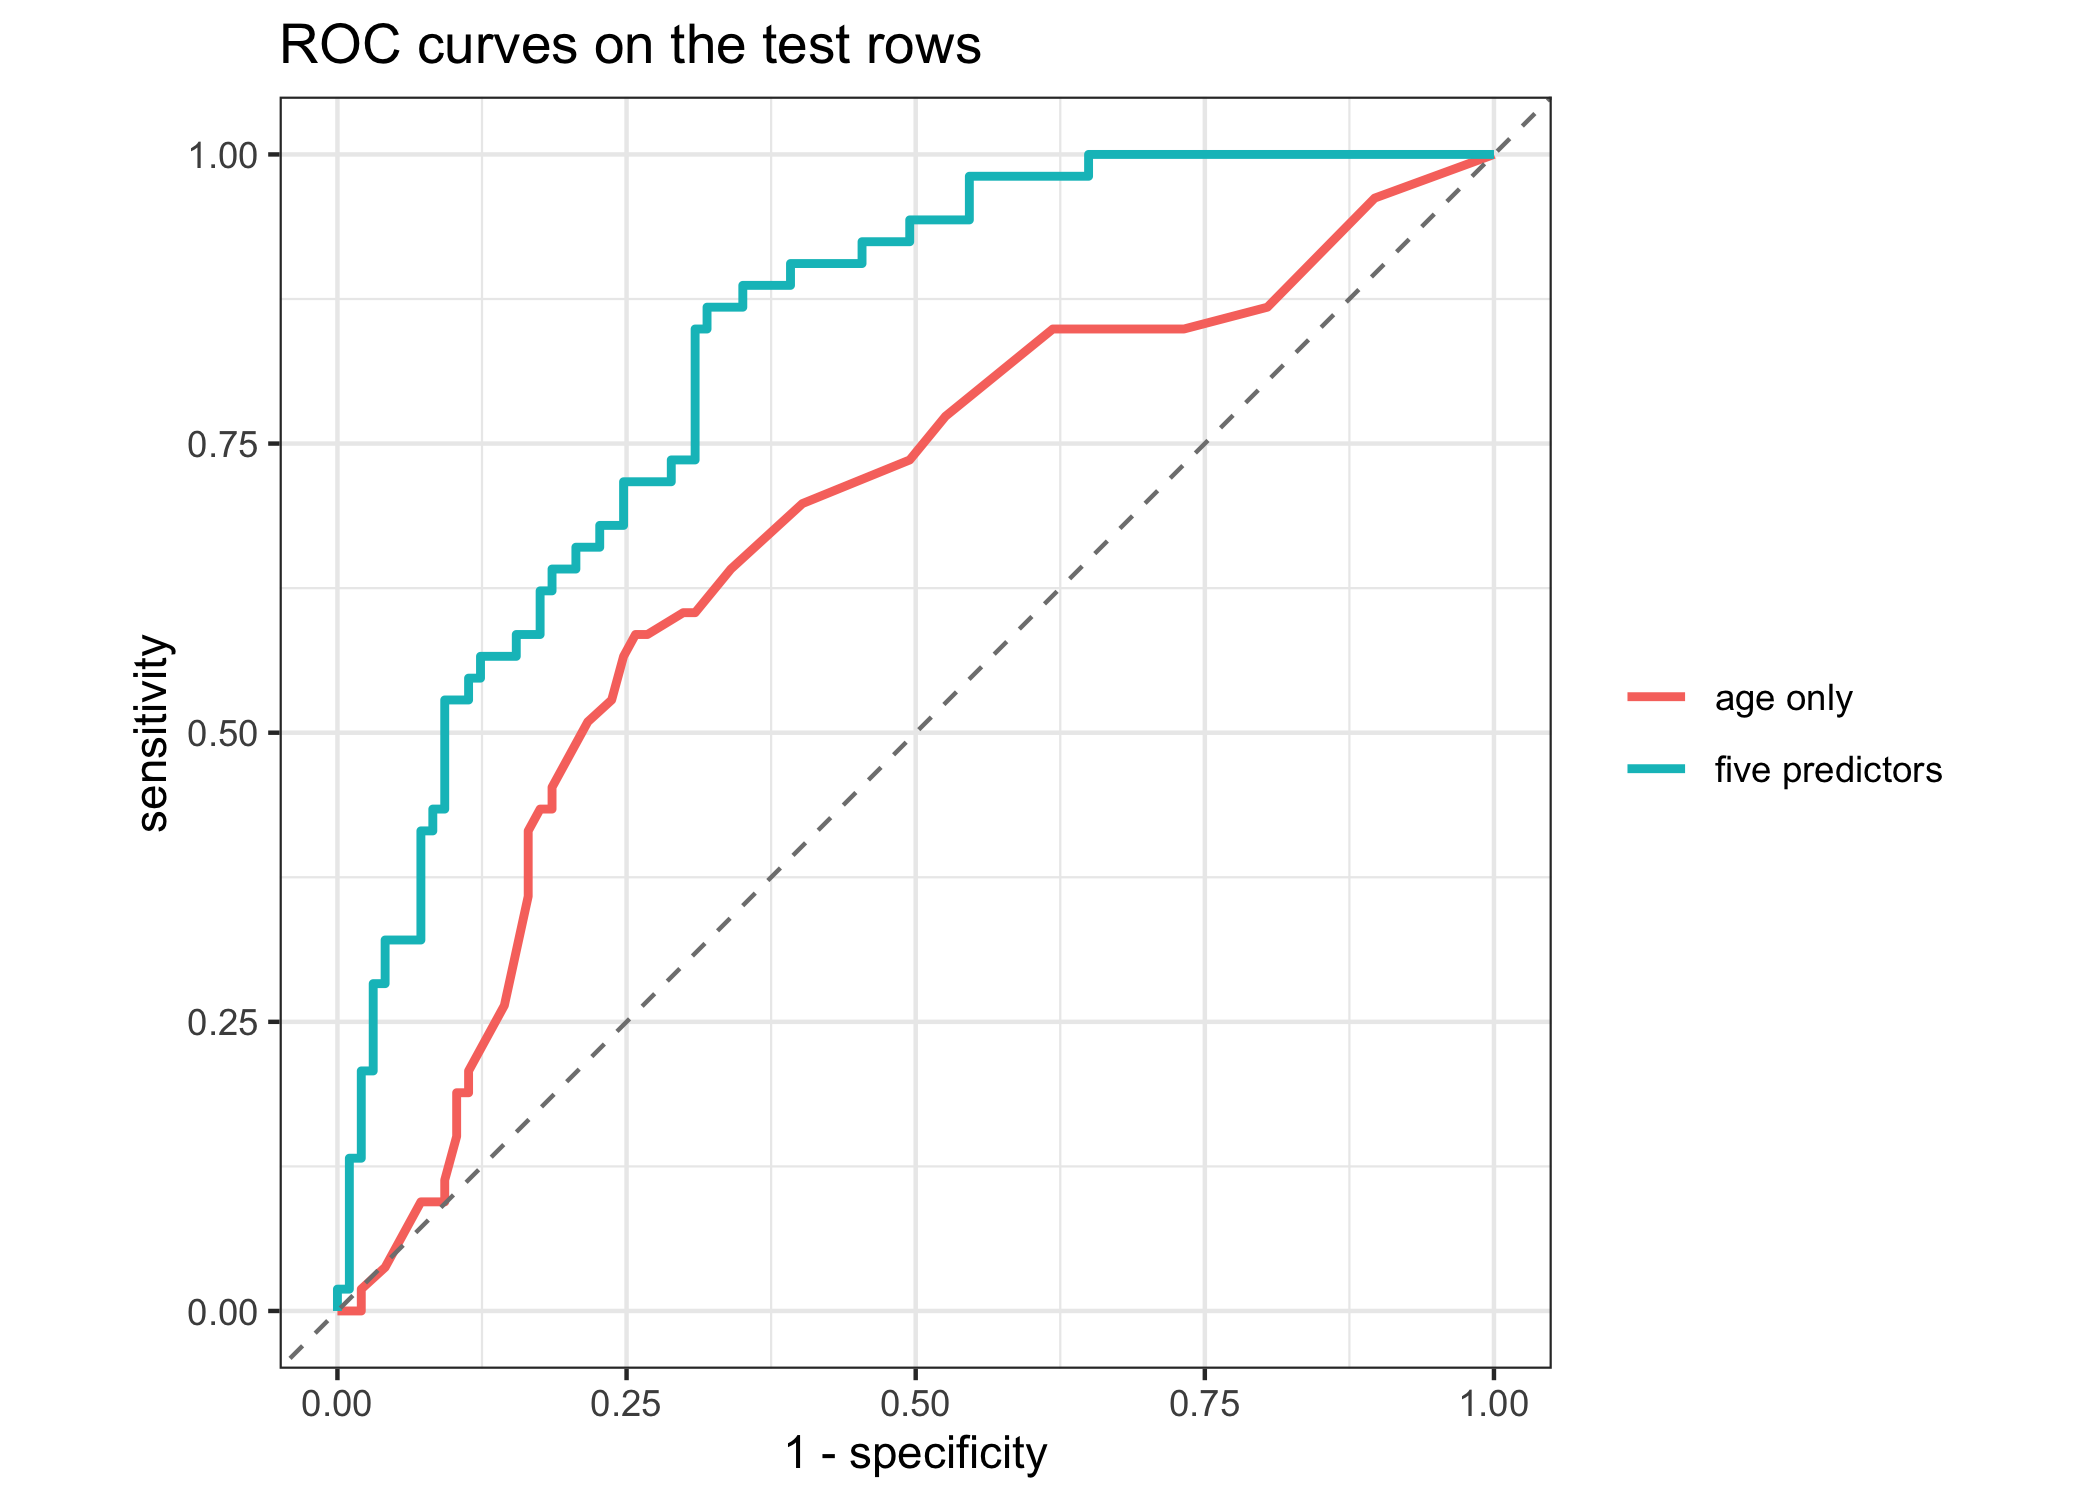 ROC curves on the test rows
1.00
0.75
0.50
0.25
0.00
sensitivity
0.00 0.25 0.50 0.75 1.00
1 - specificity
age only
five predictors